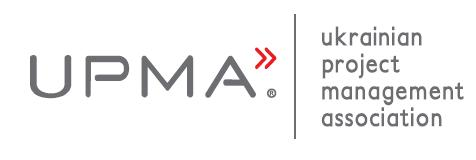 UPMA»®
ukrainian
project
management
association